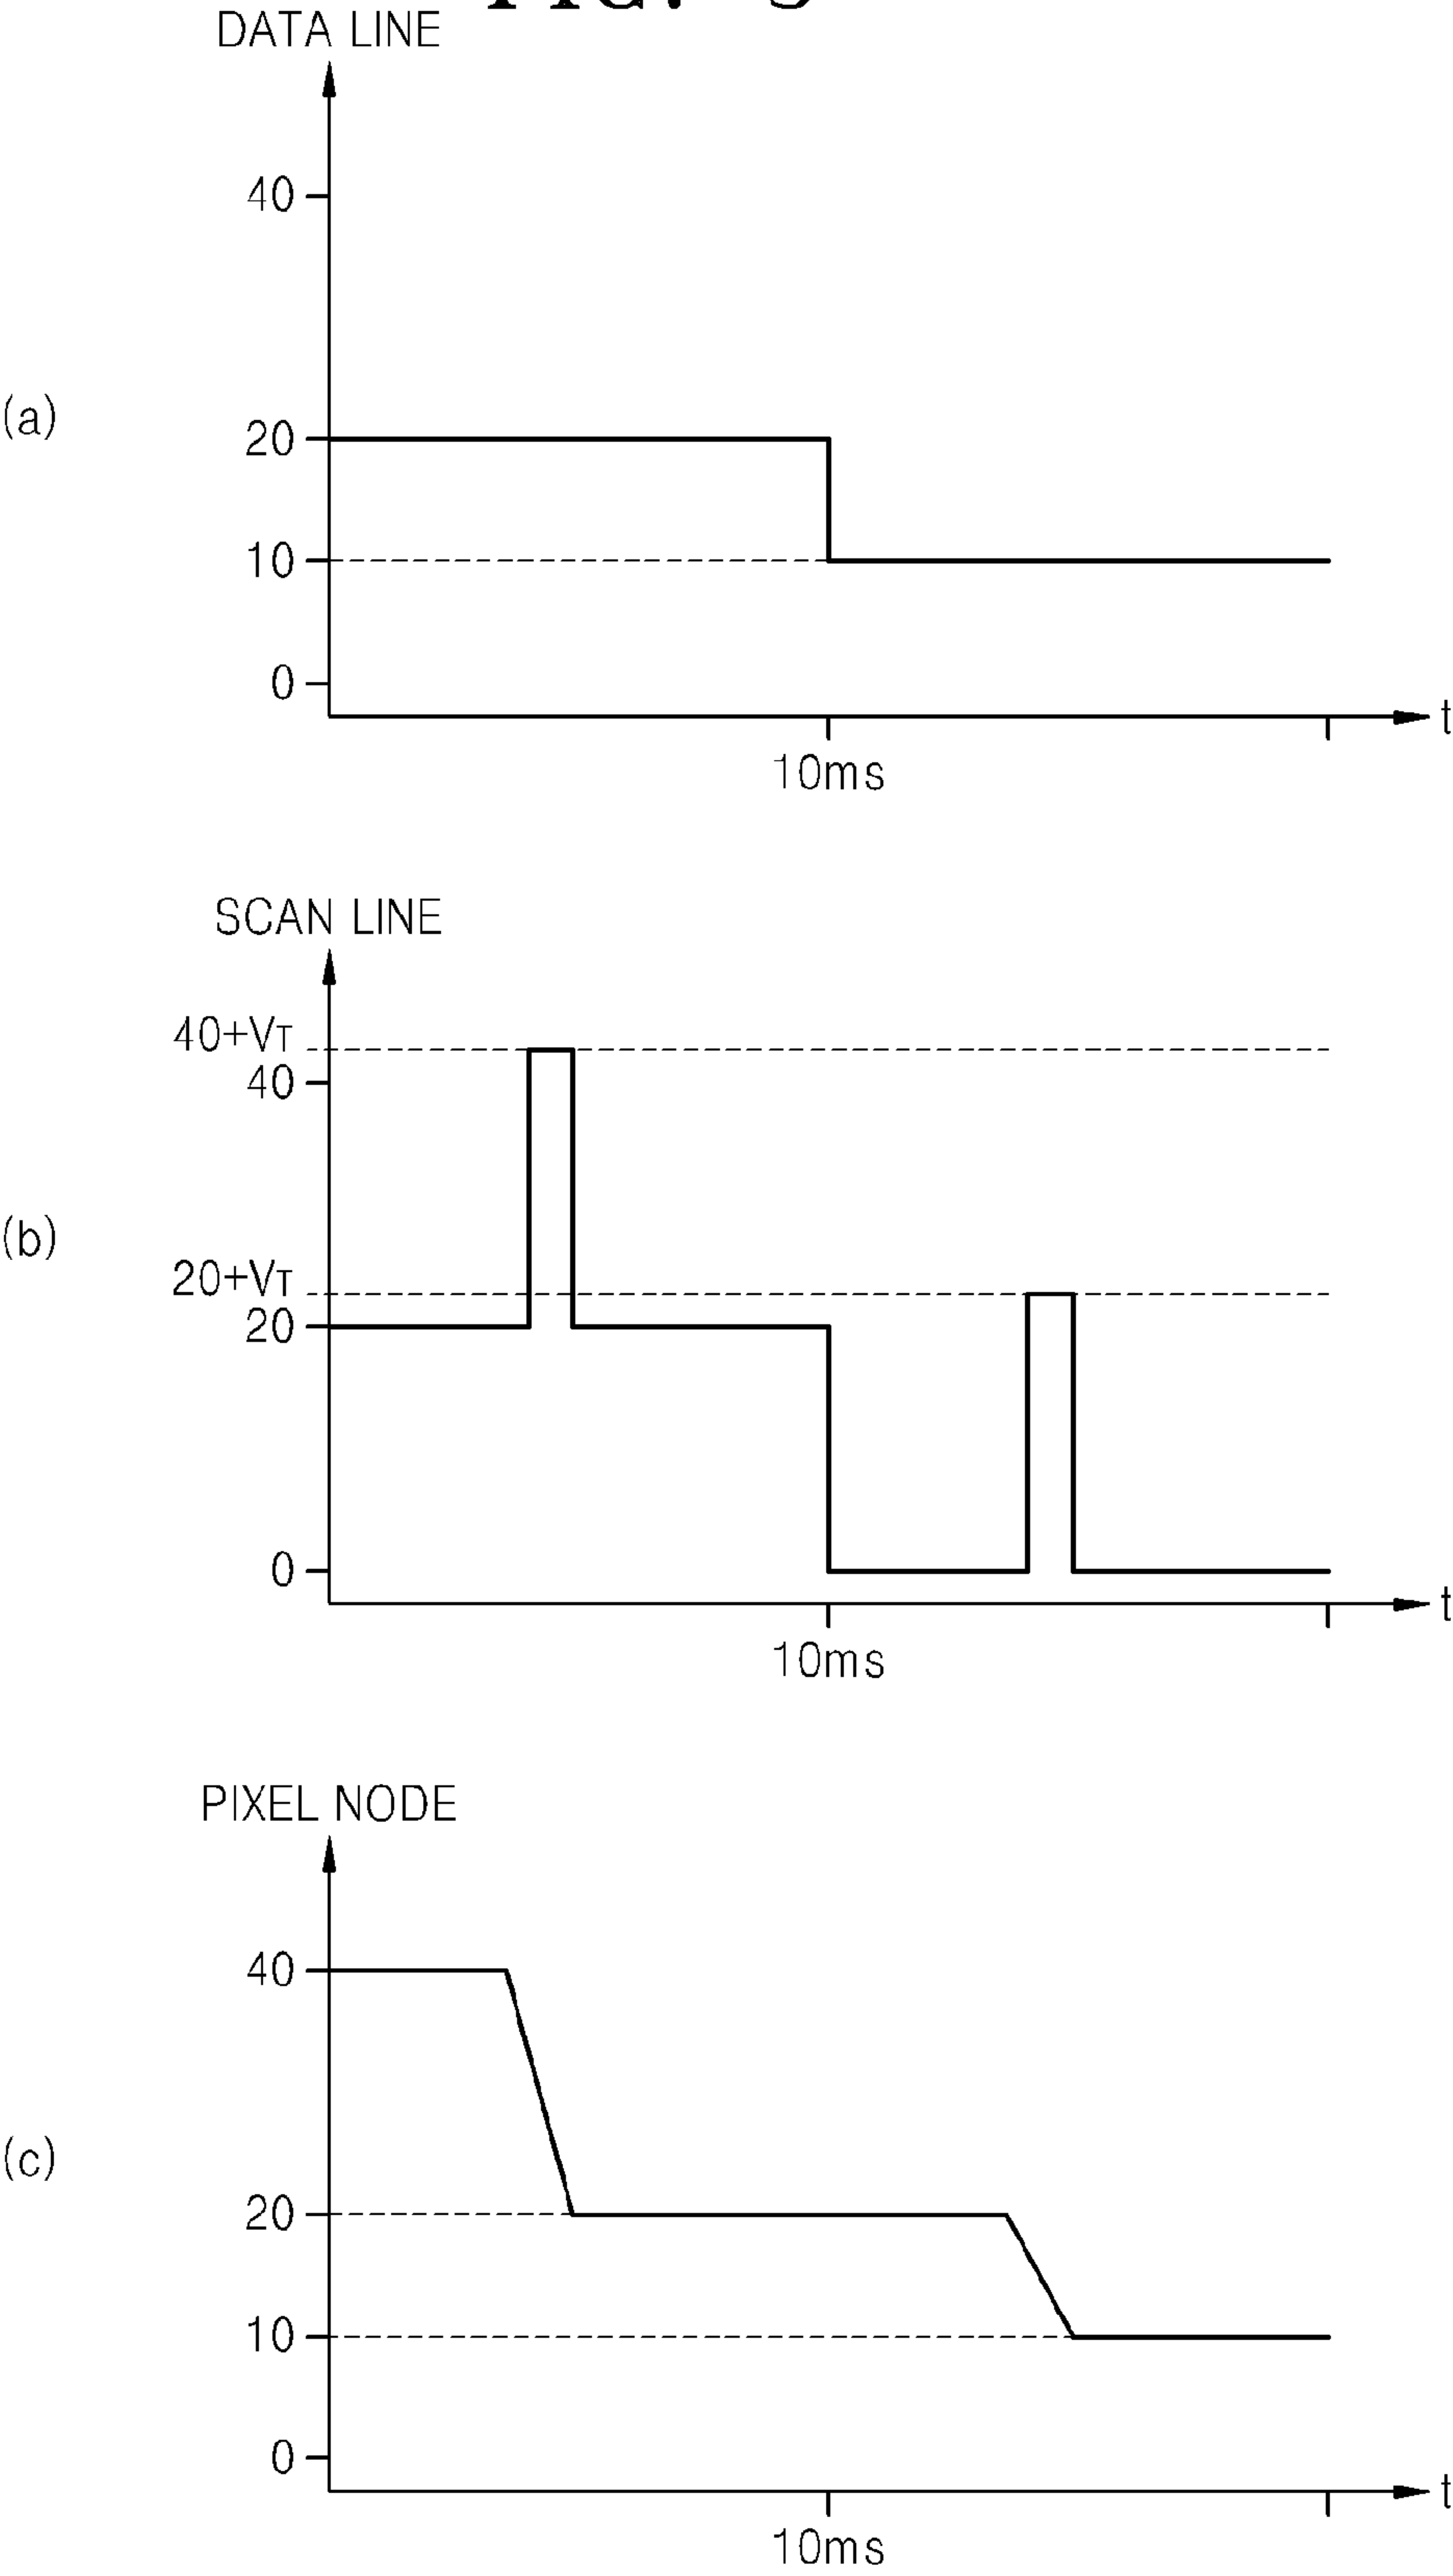 DATA LINE
40
(a)
20
10
0
t
10ms
SCAN LINE
40+VT
40
(b)
20+VT
20
0
t
10ms
PIXEL NODE
40
(c)
20
10
0
t
10ms